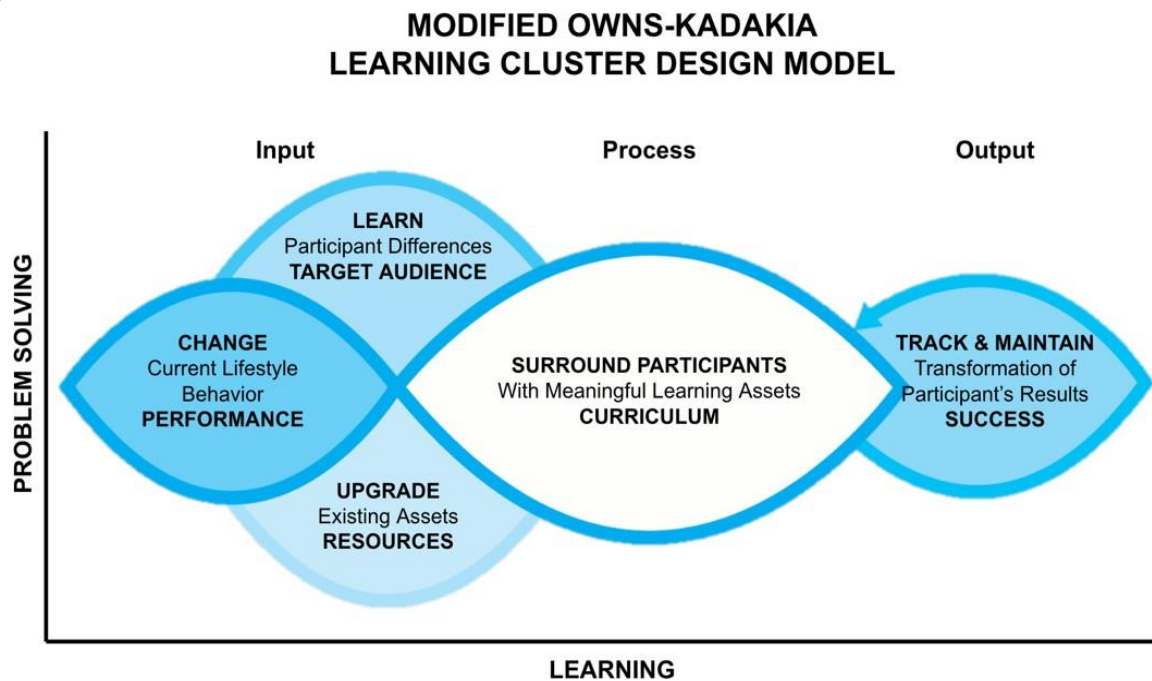 MODIFIED OWNS-KADAKIA
LEARNING CLUSTER DESIGN MODEL
Input
Process
Output
LEARN
Participant Differences
TARGET AUDIENCE
CHANGE
Current Lifestyle
Behavior
PERFORMANCE
UPGRADE
Existing Assets
RESOURCES
SURROUND PARTICIPANTS
With Meaningful Learning Assets
CURRICULUM
TRACK & MAINTAIN
Transformation of
Participant's Results
SUCCESS
PROBLEM SOLVING
LEARNING